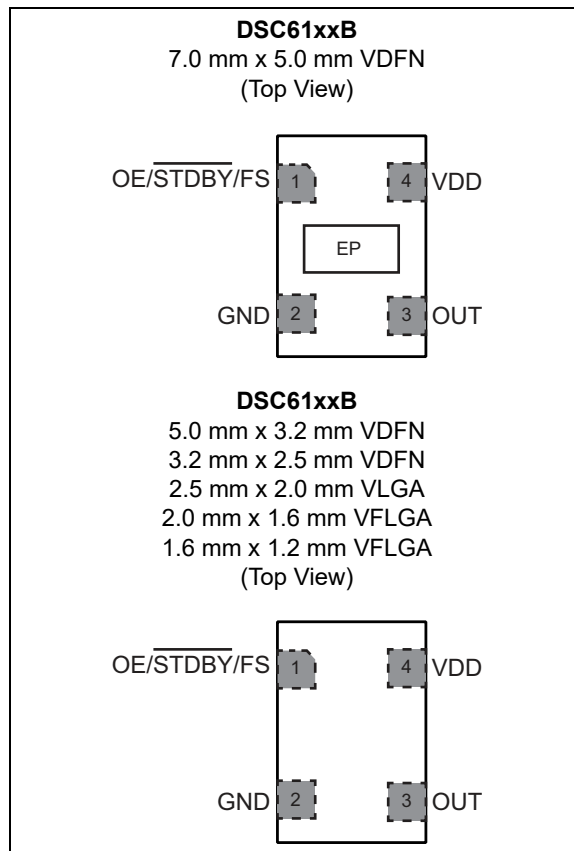 DSC61xxB
7.0 mm x 5.0 mm VDFN
(Top View)
OE/STDBY/FS 1 4 VDD
EP
GND 2 3 OUT
DSC61xxB
5.0 mm x 3.2 mm VDFN
3.2 mm x 2.5 mm VDFN
2.5 mm x 2.0 mm VLGA
2.0 mm x 1.6 mm VFLGA
1.6 mm x 1.2 mm VFLGA
(Top View)
OE/STDBY/FS 1 4 VDD
GND 2 3 OUT